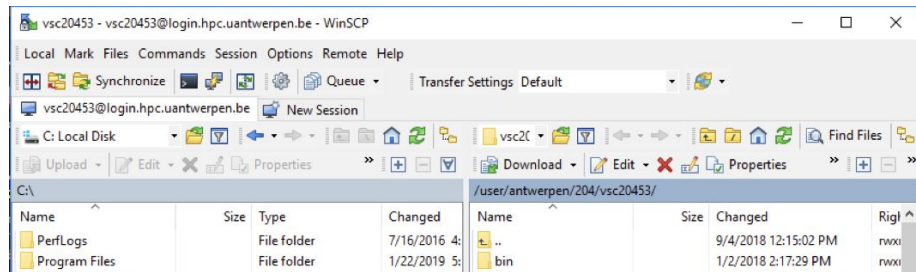 vsc20453 - vsc20453@login.hpc.uantwerpen.be - WinSCP
Local Mark Files Commands Session Options Remote Help
Synchronize Queue Transfer Settings Default
vsc20453@login.hpc.uantwerpen.be New Session
C: Local Disk vsc2( Find Files
Upload Edit Properties » Download Edit Properties » »
C:\ /user/antwerpen/204/vsc20453/
Name Size Type Changed Name Size Changed Righ
PerfLogs File folder 7/16/2016 4: .. 9/4/2018 12:15:02 PM
Program Files File folder 1/22/2019 5: bin 1/2/2018 2:17:29 PM